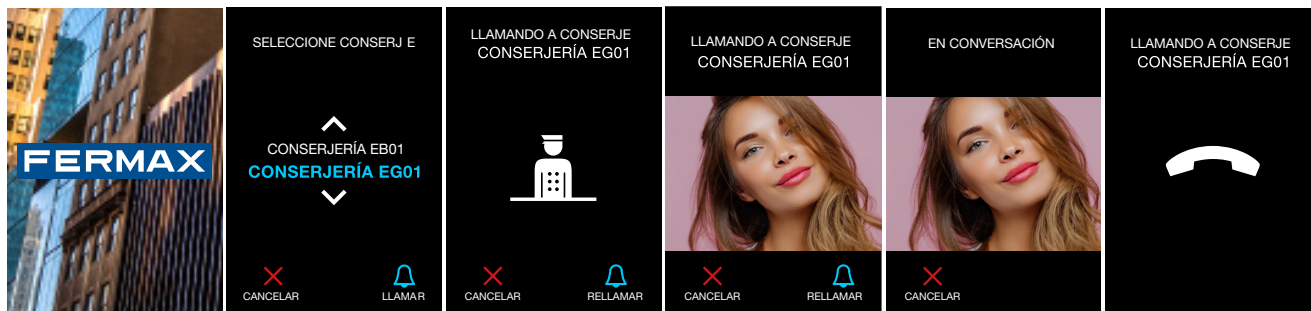 FERMAX
SELECCIONE CONSERJ E
CONSERJERÍA EB01
CONSERJERÍA EG01
CANCELAR
LLAMAR
LLAMANDO A CONSERJE
CONSERJERÍA EG01
CANCELAR
RELLAMAR
LLAMANDO A CONSERJE
CONSERJERÍA EG01
CANCELAR
RELLAMAR
EN CONVERSACIÓN
CANCELAR
LLAMANDO A CONSERJE
CONSERJERÍA EG01